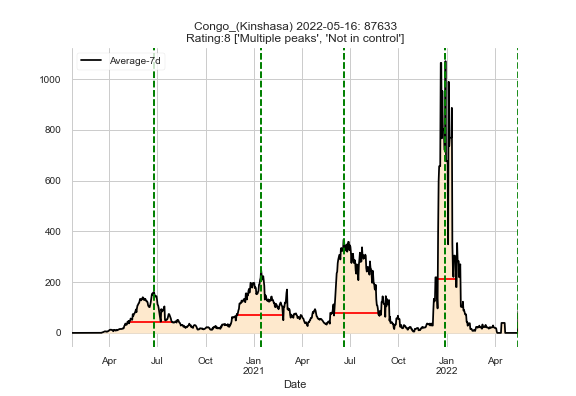 Congo_(Kinshasa) 2022-05-16: 87633
Rating:8 ['Multiple peaks', 'Not in control']
Average-7d
1000
800
600
400
200
0
Apr Jul Oct Jan Apr Jul Oct Jan Apr
2021 2022
Date